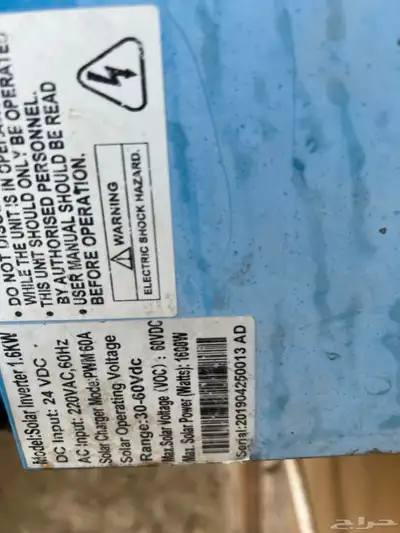 • DO NOT
WHILE THE UNIT IS IN
• THIS UNIT SHOULD ONLY BE OPERATED
BY AUTHORISED PERSONNEL.
• USER MANUAL SHOULD BE READ
BEFORE OPERATION.
WARNING
ELECTRIC SHOCK HAZARD.
Model:Solar Inverter 1.6KW
DC Input: 24 VDC
AC Input: 220VAC,60Hz
Solar Charger Mode:PWM 60A
Solar Operating Voltage
Range:30-60Vdc
Max.Solar Voltage (VOC) : 60VDC
Max. Solar Power (Watts): 1600W
Serial:201904260013 AD
حراج